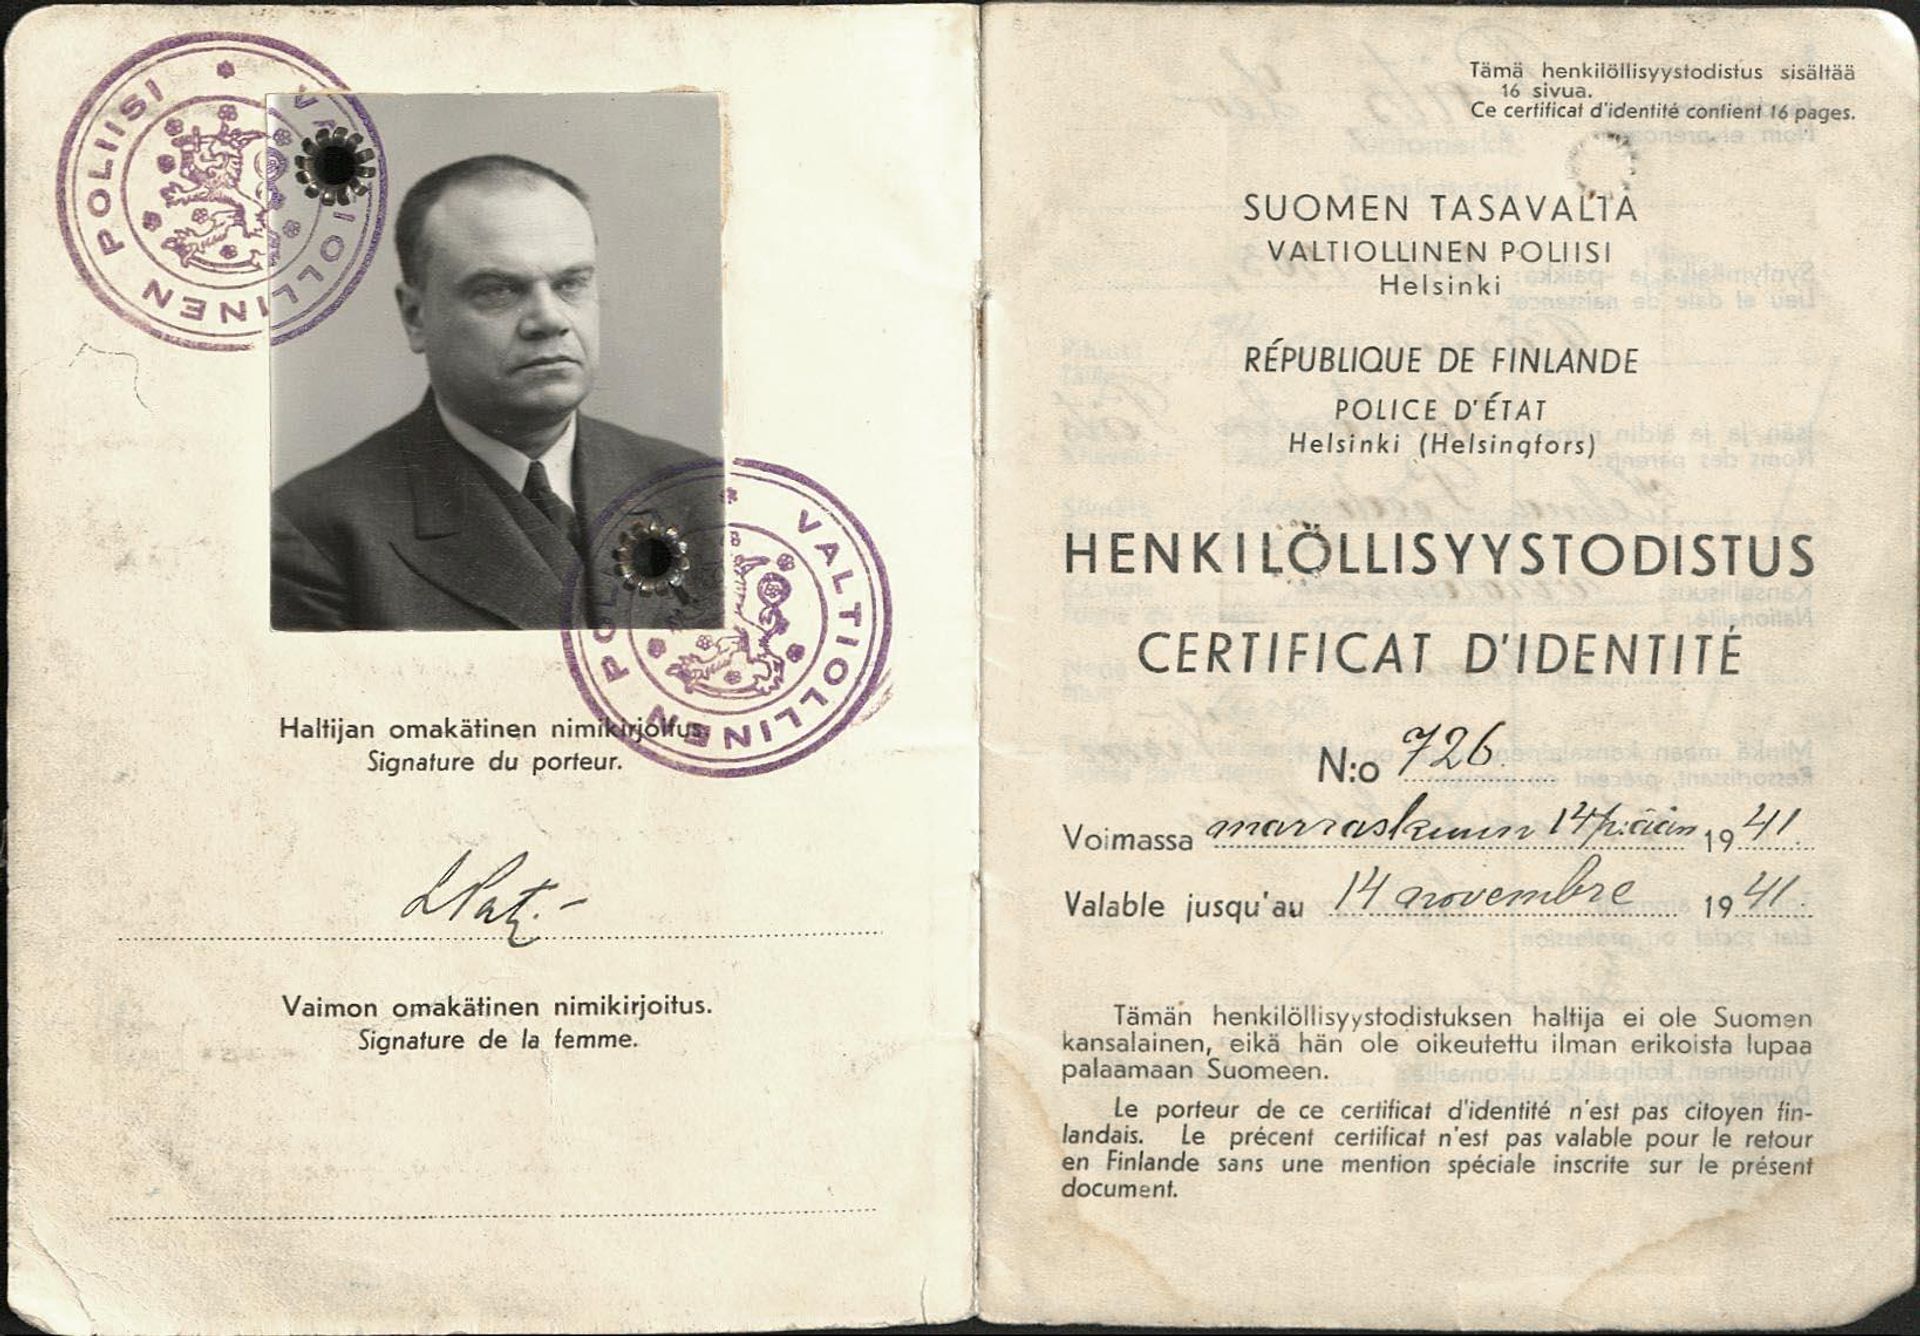 VALTIOLLINEN POLIISI
VALTIOLLINEN POLIISI
Haltijan omakätinen nimikirjoitus.
Signature du porteur.
Vaimon omakätinen nimikirjoitus.
Signature de la femme.
Tämä henkilöllisyystodistus sisältää
16 sivua.
Ce certificat d'identité contient 16 pages.
SUOMEN TASAVALTA
VALTIOLLINEN POLIISI
Helsinki
RÉPUBLIQUE DE FINLANDE
POLICE D'ÉTAT
Helsinki (Helsingfors)
HENKILÖLLISYYSTODISTUS
CERTIFICAT D'IDENTITÉ
N:o 726
Voimassa marraskuun 14 p:ään 1941.
Valable jusqu'au 14 novembre 1941.
Tämän henkilöllisyystodistuksen haltija ei ole Suomen
kansalainen, eikä hän ole oikeutettu ilman erikoista lupaa
palaamaan Suomeen.
Le porteur de ce certificat d'identité n'est pas citoyen fin-
landais. Le précent certificat n'est pas valable pour le retour
en Finlande sans une mention spéciale inscrite sur le présent
document.